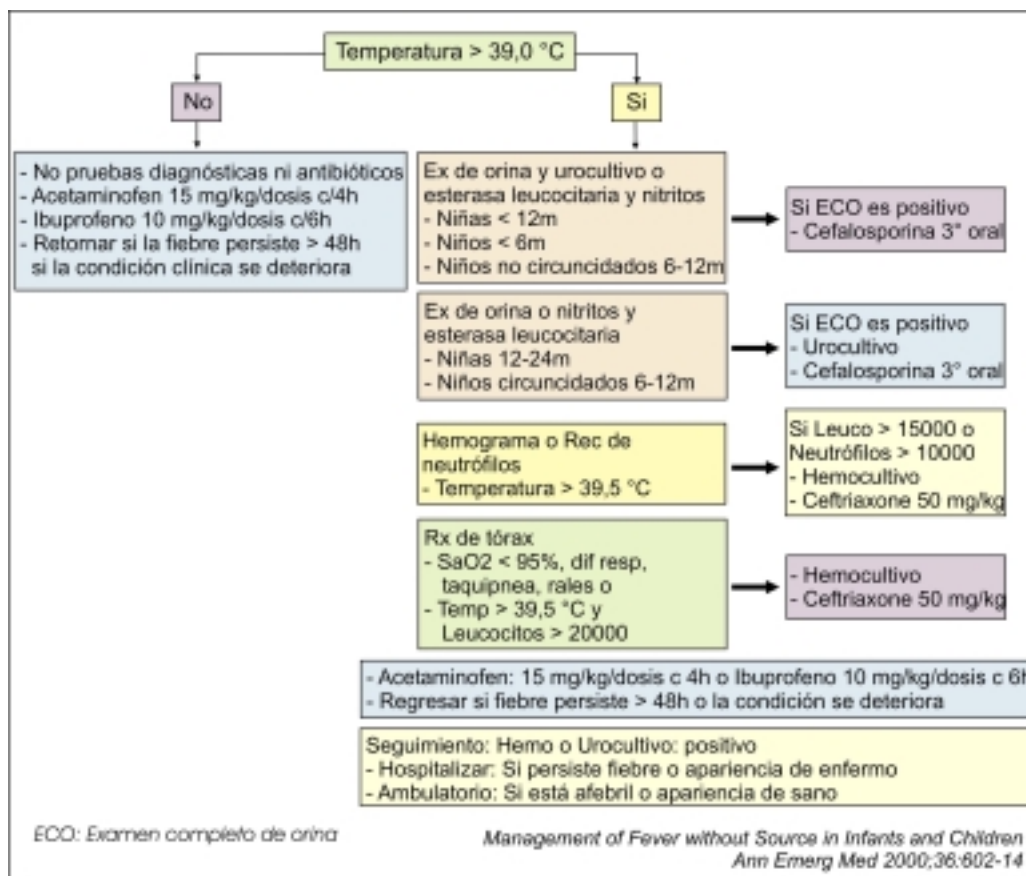 Temperatura > 39,0 °C
No
Si
- No pruebas diagnósticas ni antibióticos
- Acetaminofen 15 mg/kg/dosis c/4h
- Ibuprofeno 10 mg/kg/dosis c/6h
- Retornar si la fiebre persiste > 48h
si la condición clínica se deteriora
Ex de orina y urocultivo o
esterasa leucocitaria y nitritos
- Niñas < 12m
- Niños < 6m
- Niños no circuncidados 6-12m
Si ECO es positivo
- Cefalosporina 3° oral
Ex de orina o nitritos y
esterasa leucocitaria
- Niñas 12-24m
- Niños circuncidados 6-12m
Si ECO es positivo
- Urocultivo
- Cefalosporina 3° oral
Hemograma o Rec de
neutrófilos
- Temperatura > 39,5 °C
Si Leuco > 15000 o
Neutrófilos > 10000
- Hemocultivo
- Ceftriaxone 50 mg/kg
Rx de tórax
- SaO2 < 95%, dif resp,
taquipnea, rales o
- Temp > 39,5 °C y
Leucocitos > 20000
- Hemocultivo
- Ceftriaxone 50 mg/kg
- Acetaminofen: 15 mg/kg/dosis c 4h o Ibuprofeno 10 mg/kg/dosis c 6h
- Regresar si fiebre persiste > 48h o la condición se deteriora
Seguimiento: Hemo o Urocultivo: positivo
- Hospitalizar: Si persiste fiebre o apariencia de enfermo
- Ambulatorio: Si está afebril o apariencia de sano
ECO: Examen completo de orina
Management of Fever without Source in Infants and Children
Ann Emerg Med 2000;36:602-14